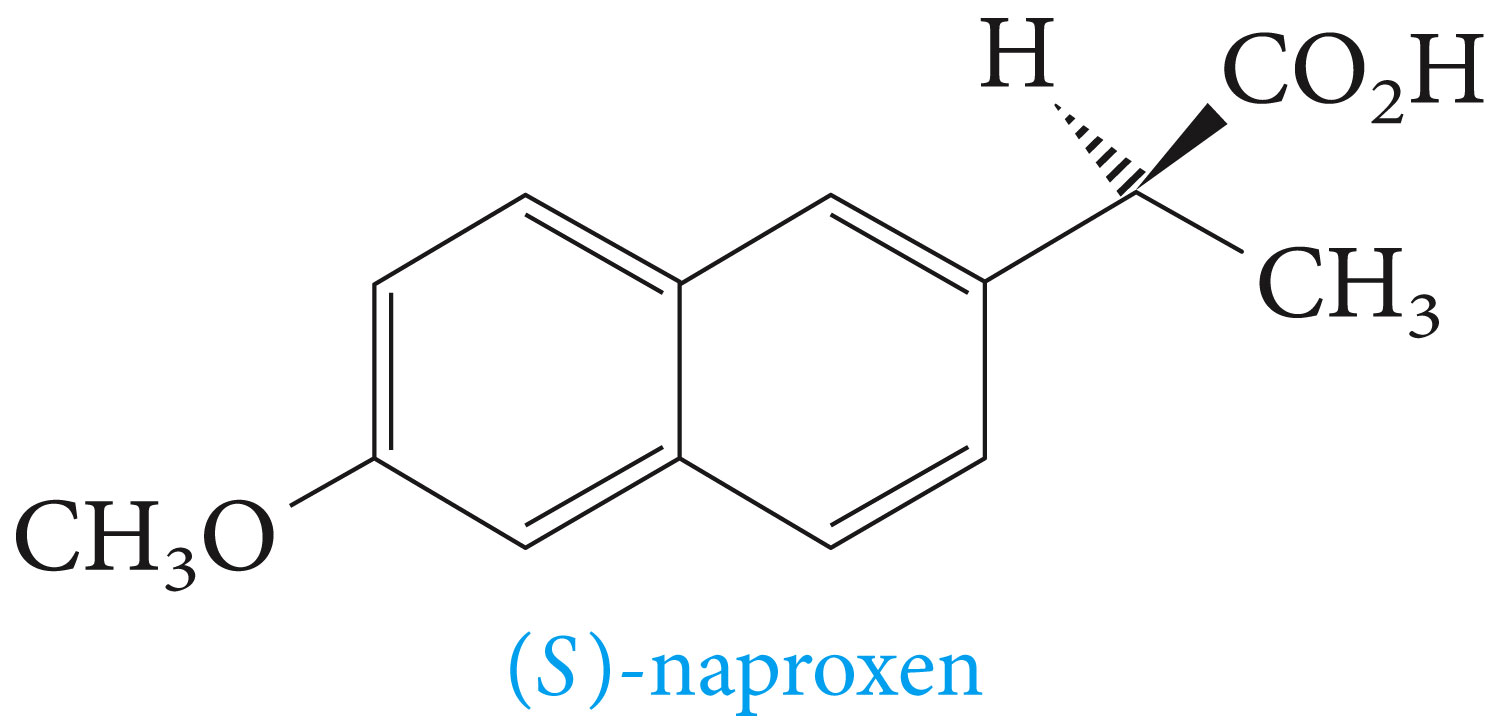 H
CO₂H
CH₃
CH₃O
(S)-naproxen